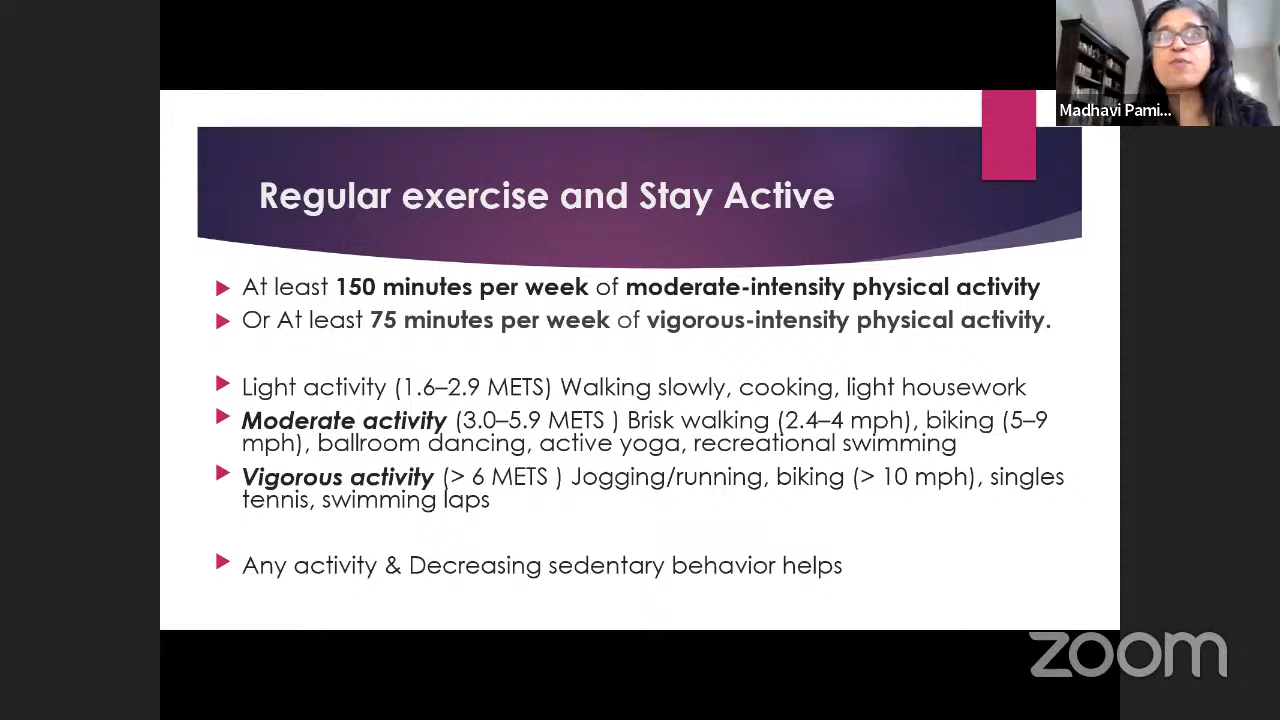 Madhavi Pami...
Regular exercise and Stay Active
At least 150 minutes per week of moderate-intensity physical activity
Or At least 75 minutes per week of vigorous-intensity physical activity.
Light activity (1.6–2.9 METS) Walking slowly, cooking, light housework
Moderate activity (3.0–5.9 METS ) Brisk walking (2.4–4 mph), biking (5–9
mph), ballroom dancing, active yoga, recreational swimming
Vigorous activity (> 6 METS ) Jogging/running, biking (> 10 mph), singles
tennis, swimming laps
Any activity & Decreasing sedentary behavior helps
zoom